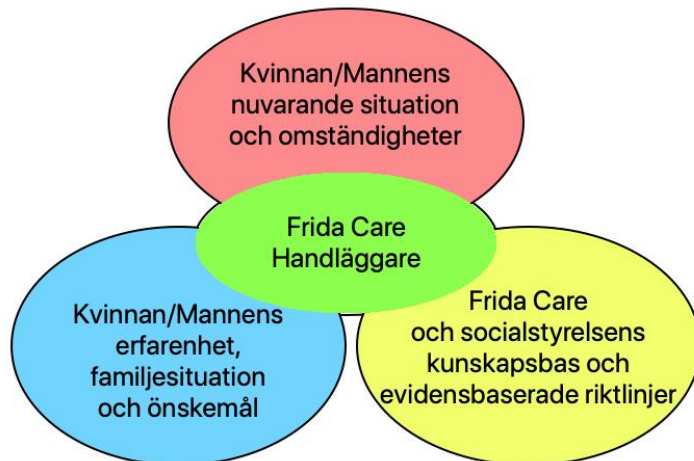 Kvinnan/Mannens
nuvarande situation
och omständigheter
Frida Care
Handläggare
Kvinnan/Mannens
erfarenhet,
familjesituation
och önskemål
Frida Care
och socialstyrelsens
kunskapsbas och
evidensbaserade riktlinjer